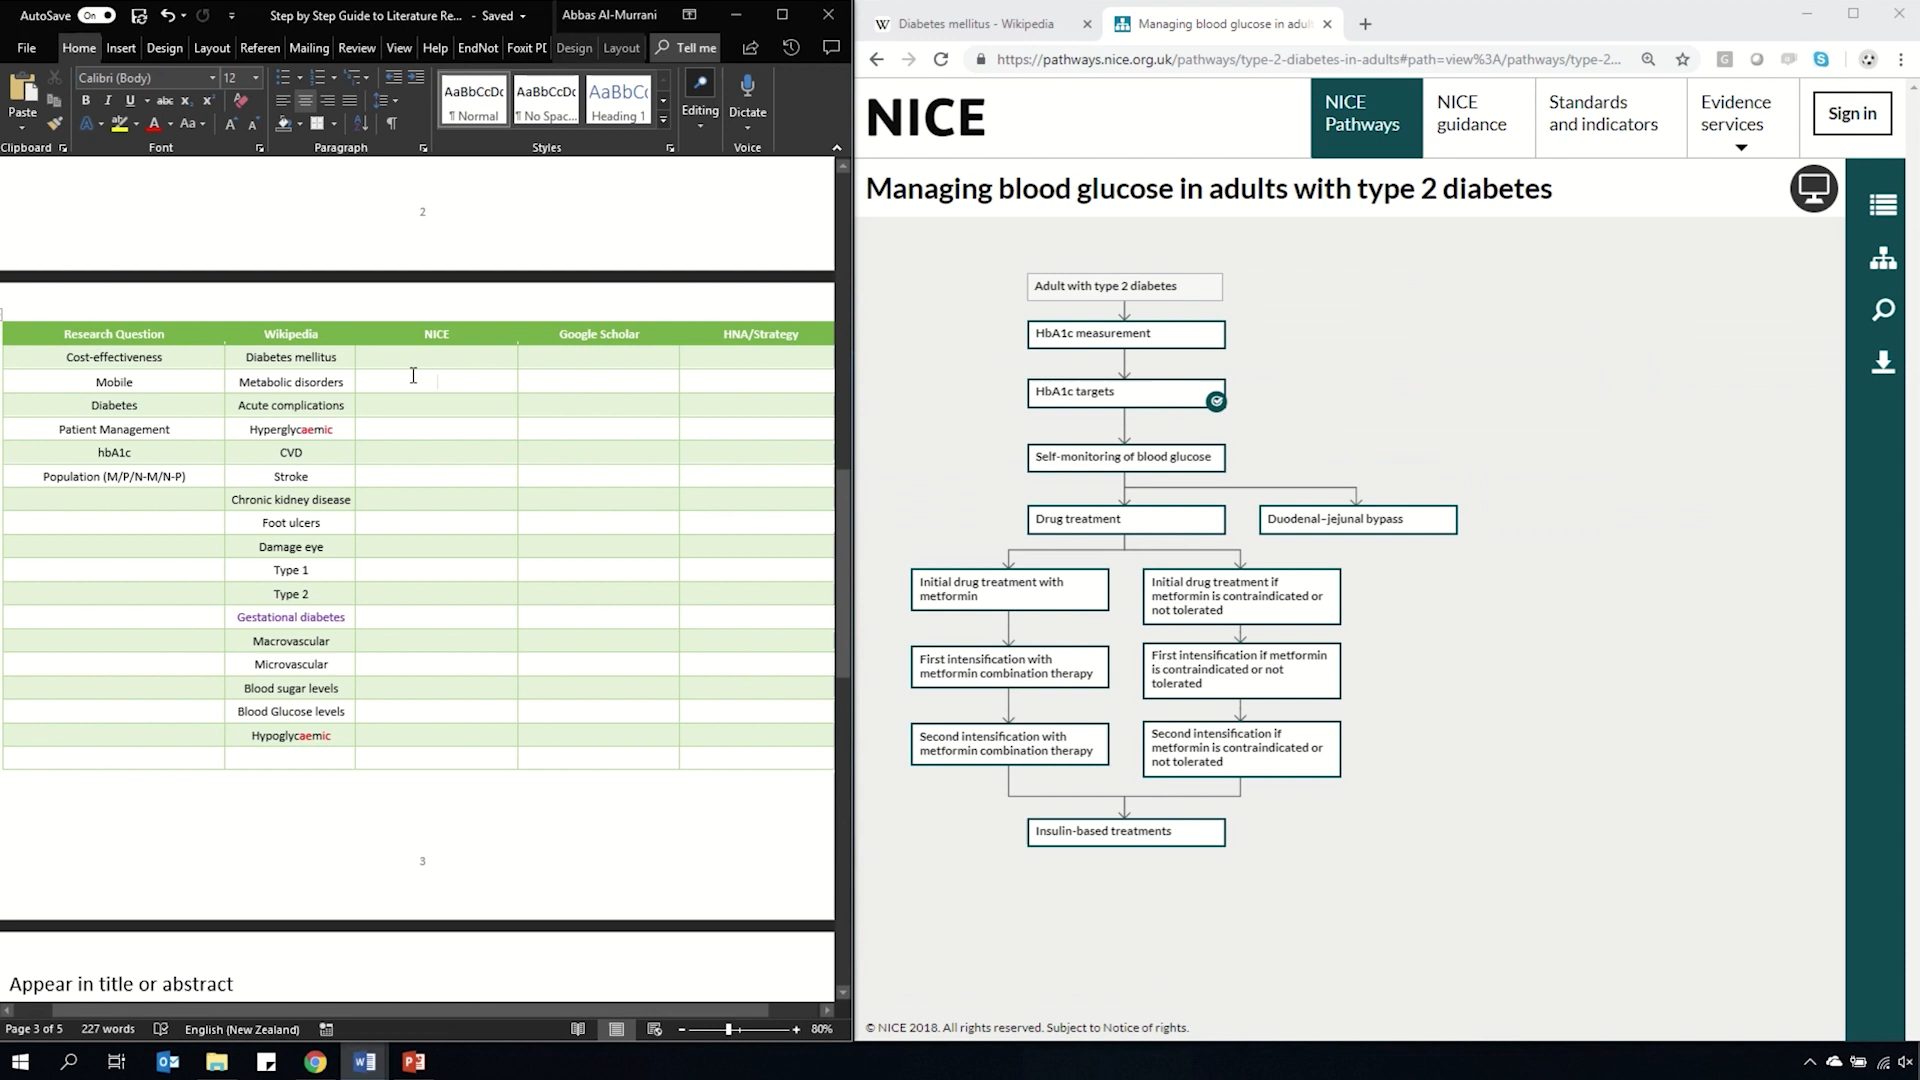 AutoSave On Step by Step Guide to Literature Re... - Saved Abbas Al-Murrani
File Home Insert Design Layout Referen Mailing Review View Help EndNot Foxit PI Design Layout Tell me
Calibri (Body) 12
Paste
B I U abc x₂ x²
A aby A Aa A A
AaBbCcDc AaBbCcDc AaBbCc
¶ Normal ¶ No Spac... Heading 1
Editing
Dictate
Clipboard Font Paragraph Styles Voice
2
Research Question Wikipedia NICE Google Scholar HNA/Strategy
Cost-effectiveness Diabetes mellitus
Mobile Metabolic disorders
Diabetes Acute complications
Patient Management Hyperglycaemic
hbA1c CVD
Population (M/P/N-M/N-P) Stroke
Chronic kidney disease
Foot ulcers
Damage eye
Type 1
Type 2
Gestational diabetes
Macrovascular
Microvascular
Blood sugar levels
Blood Glucose levels
Hypoglycaemic
3
Appear in title or abstract
Page 3 of 5 227 words English (New Zealand) 80%
Diabetes mellitus - Wikipedia
Managing blood glucose in adul
https://pathways.nice.org.uk/pathways/type-2-diabetes-in-adults#path=view%3A/pathways/type-2...
NICE
NICE Pathways
NICE guidance
Standards and indicators
Evidence services
Sign in
Managing blood glucose in adults with type 2 diabetes
Adult with type 2 diabetes
HbA1c measurement
HbA1c targets
Self-monitoring of blood glucose
Drug treatment
Duodenal–jejunal bypass
Initial drug treatment with
metformin
Initial drug treatment if
metformin is contraindicated or
not tolerated
First intensification with
metformin combination therapy
First intensification if metformin
is contraindicated or not
tolerated
Second intensification with
metformin combination therapy
Second intensification if
metformin is contraindicated or
not tolerated
Insulin-based treatments
© NICE 2018. All rights reserved. Subject to Notice of rights.